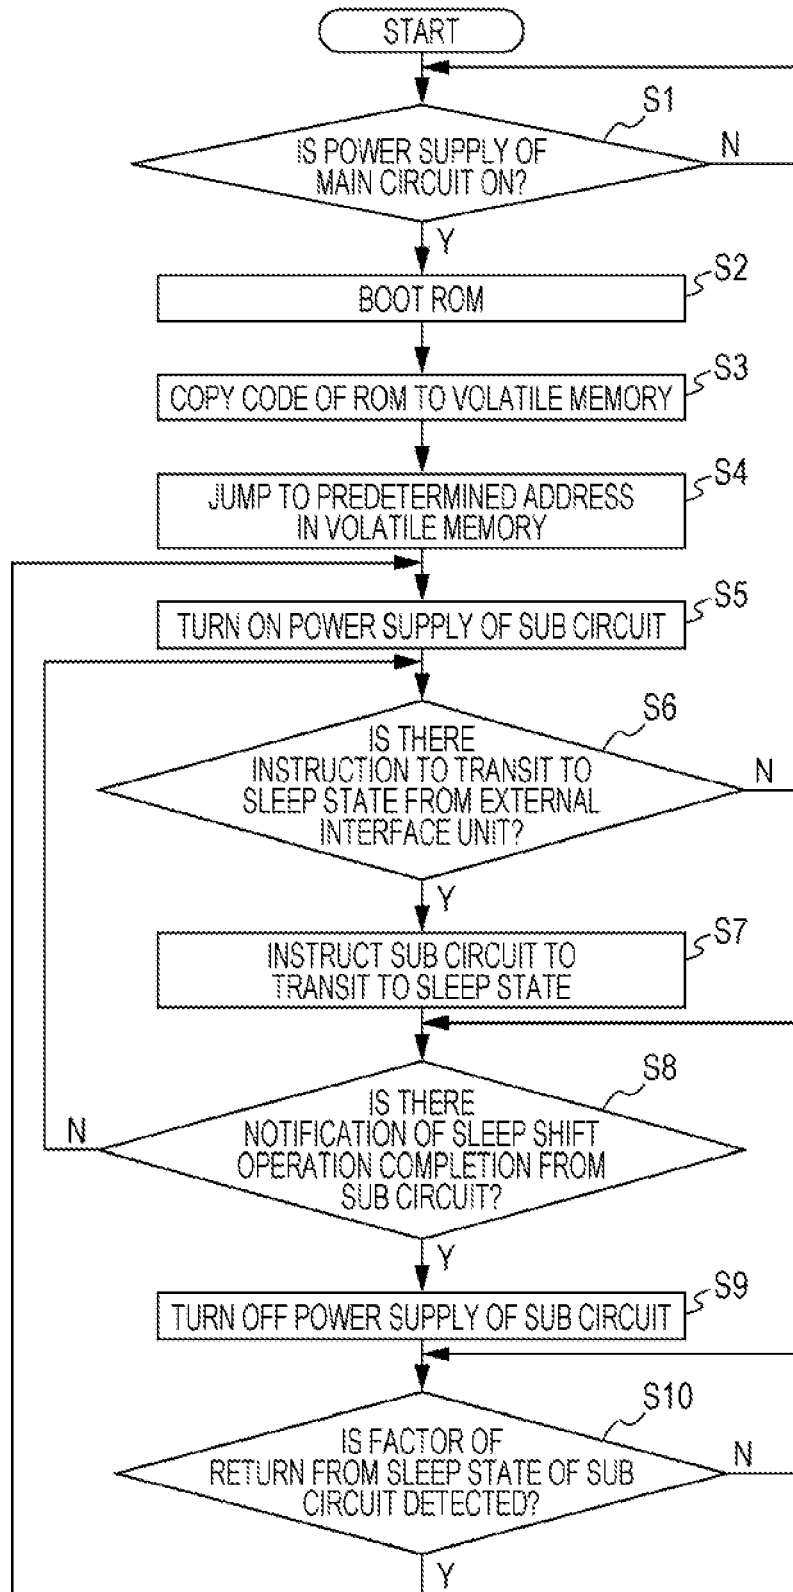 START
S1
IS POWER SUPPLY OF
MAIN CIRCUIT ON?
N
Y
S2
BOOT ROM
S3
COPY CODE OF ROM TO VOLATILE MEMORY
S4
JUMP TO PREDETERMINED ADDRESS
IN VOLATILE MEMORY
S5
TURN ON POWER SUPPLY OF SUB CIRCUIT
S6
IS THERE
INSTRUCTION TO TRANSIT TO
SLEEP STATE FROM EXTERNAL
INTERFACE UNIT?
N
Y
S7
INSTRUCT SUB CIRCUIT TO
TRANSIT TO SLEEP STATE
S8
IS THERE
NOTIFICATION OF SLEEP SHIFT
OPERATION COMPLETION FROM
SUB CIRCUIT?
N
Y
S9
TURN OFF POWER SUPPLY OF SUB CIRCUIT
S10
IS FACTOR OF
RETURN FROM SLEEP STATE OF SUB
CIRCUIT DETECTED?
N
Y